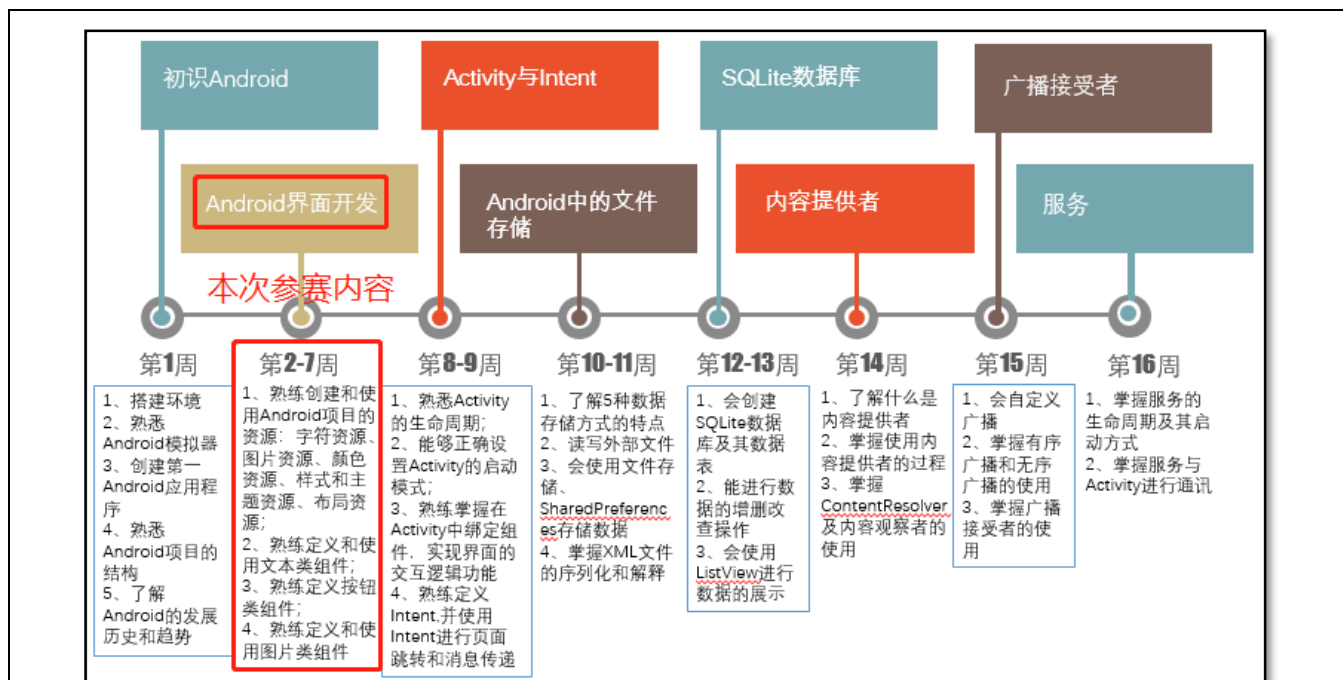 初识Android
Activity与Intent
SQLite数据库
广播接受者
Android界面开发
Android中的文件
存储
内容提供者
服务
本次参赛内容
第1周
第2-7周
第8-9周
第10-11周
第12-13周
第14周
第15周
第16周
1、搭建环境
2、熟悉
Android模拟器
3、创建第一
Android应用程
序
4、熟悉
Android项目的
结构
5、了解
Android的发展
历史和趋势
1、熟练创建和使
用Android项目的
资源：字符资源、
图片资源、颜色
资源、样式和主
题资源、布局资
源；
2、熟练定义和使
用文本类组件；
3、熟练定义按钮
类组件；
4、熟练定义和使
用图片类组件
1、熟悉Activity
的生命周期；
2、能够正确设
置Activity的启动
模式；
3、熟练掌握在
Activity中绑定组
件，实现界面的
交互逻辑功能
4、熟练定义
Intent,并使用
Intent进行页面
跳转和消息传递
1、了解5种数据
存储方式的特点
2、读写外部文件
3、会使用文件存
储、
SharedPreferenc
es存储数据
4、掌握XML文件
的序列化和解释
1、会创建
SQLite数据
库及其数据
表
2、能进行数
据的增删改
查操作
3、会使用
ListView进行
数据的展示
1、了解什么是
内容提供者
2、掌握使用内
容提供者的过程
3、掌握
ContentResolver
及内容观察者的
使用
1、会自定义
广播
2、掌握有序
广播和无序
广播的使用
3、掌握广播
接受者的使
用
1、掌握服务的
生命周期及其启
动方式
2、掌握服务与
Activity进行通讯